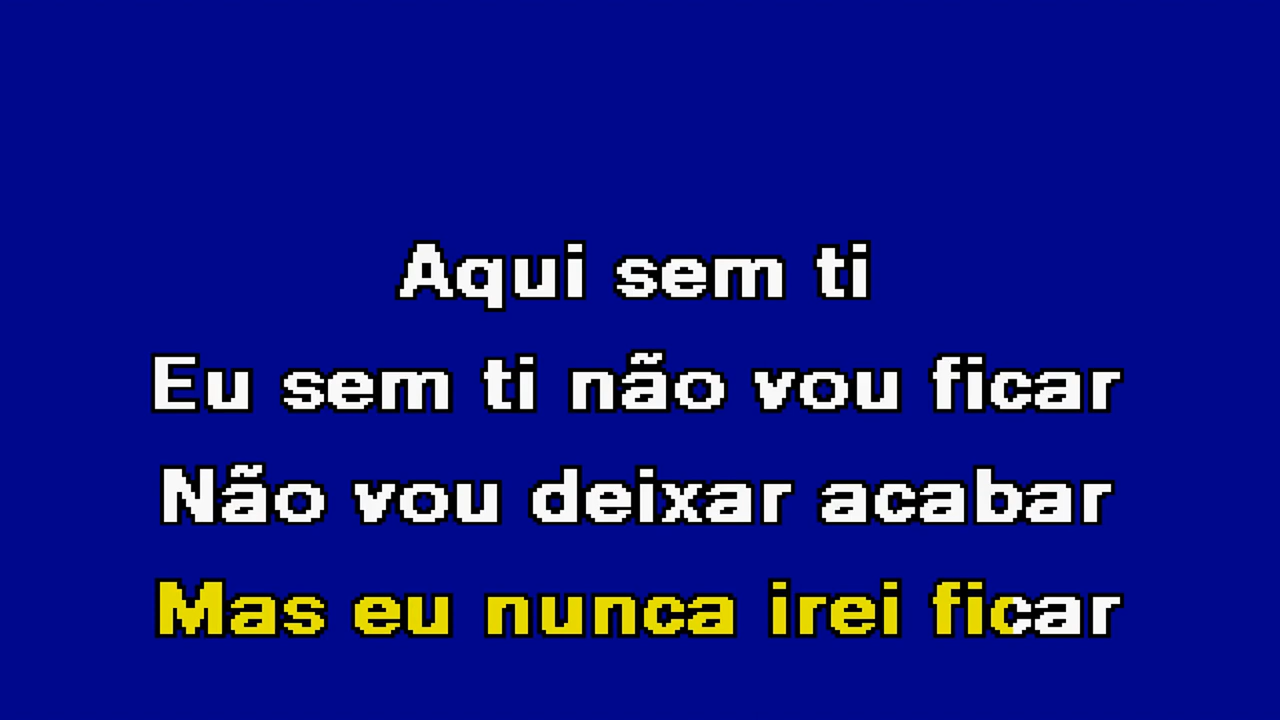 Aqui sem ti
Eu sem ti não vou ficar
Não vou deixar acabar
Mas eu nunca irei ficar